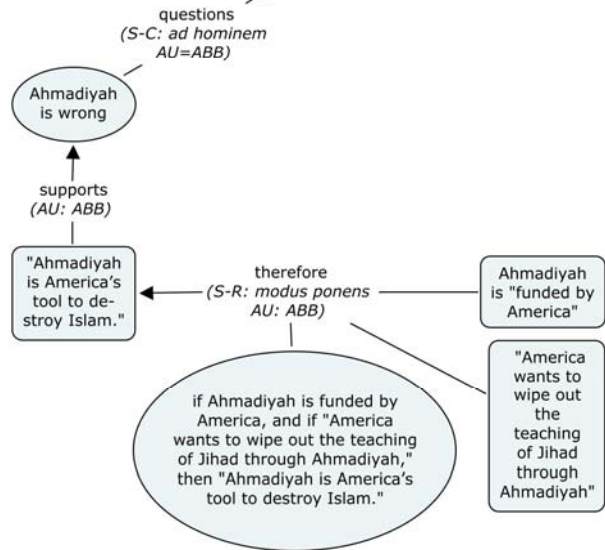 questions
(S-C: ad hominem
AU=ABB)
Ahmadiyah
is wrong
supports
(AU: ABB)
"Ahmadiyah
is America's
tool to de-
stroy Islam."
therefore
(S-R: modus ponens
AU: ABB)
Ahmadiyah
is "funded by
America"
"America
wants to
wipe out
the
teaching
of Jihad
through
Ahmadiyah"
if Ahmadiyah is funded by
America, and if "America
wants to wipe out the teaching
of Jihad through Ahmadiyah,"
then "Ahmadiyah is America's
tool to destroy Islam."